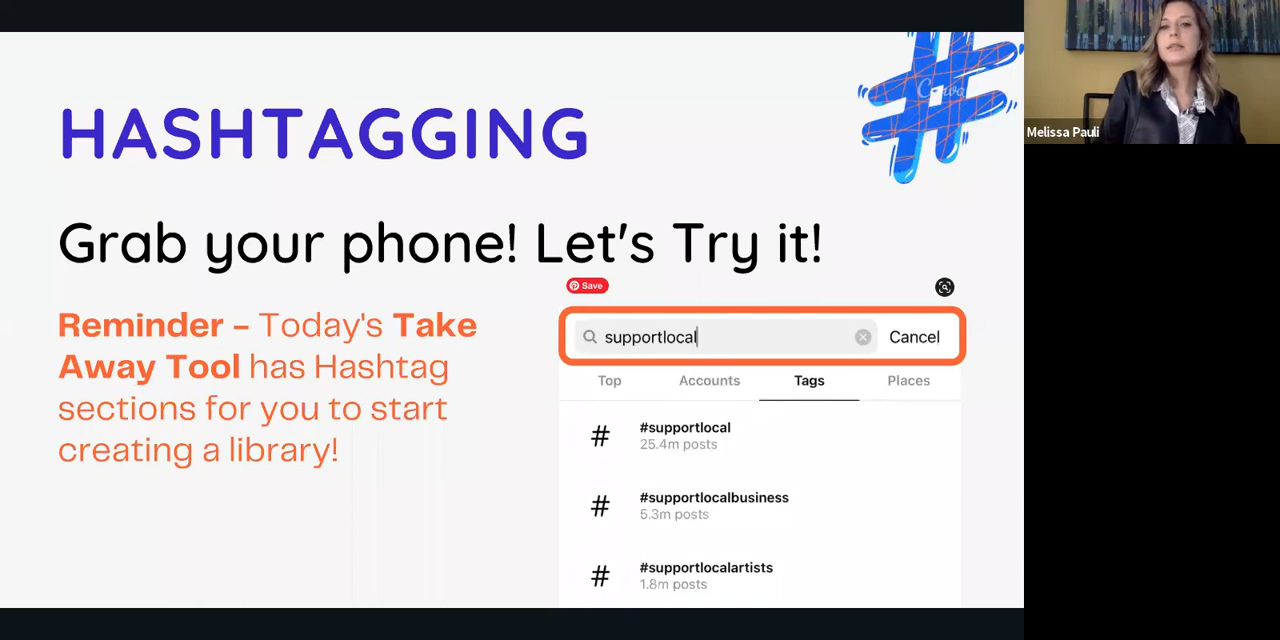 HASHTAGGING
Canva
Melissa Pauli
Grab your phone! Let's Try it!
Reminder - Today's Take
Away Tool has Hashtag
sections for you to start
creating a library!
Save
supportlocal
Cancel
Top Accounts Tags Places
#supportlocal
25.4m posts
#supportlocalbusiness
5.3m posts
#supportlocalartists
1.8m posts